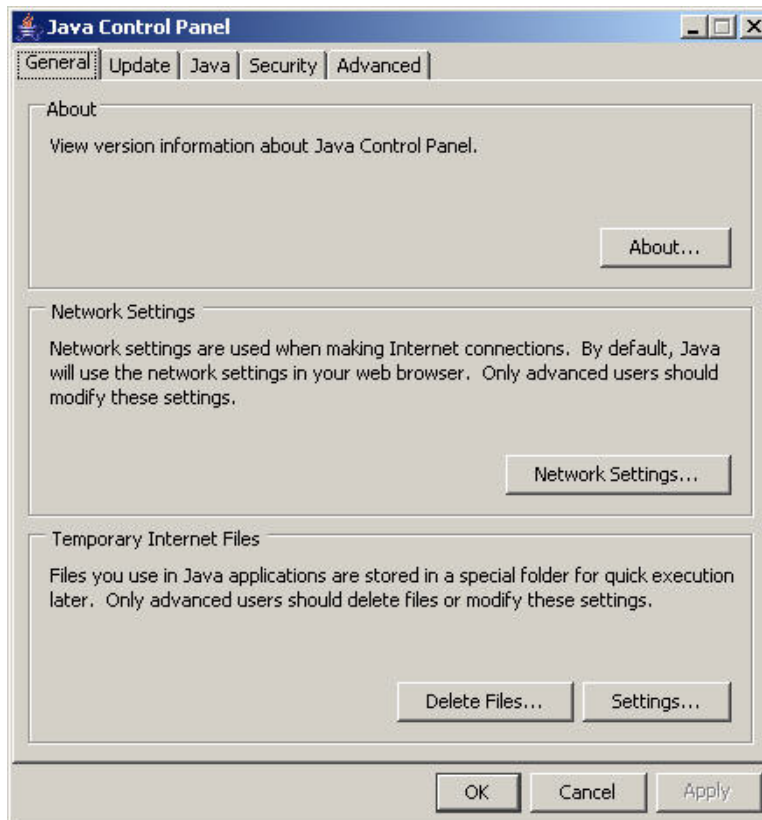 Java Control Panel
General Update Java Security Advanced
About
View version information about Java Control Panel.
About...
Network Settings
Network settings are used when making Internet connections.  By default, Java
will use the network settings in your web browser.  Only advanced users should
modify these settings.
Network Settings...
Temporary Internet Files
Files you use in Java applications are stored in a special folder for quick execution
later.  Only advanced users should delete files or modify these settings.
Delete Files... Settings...
OK Cancel Apply